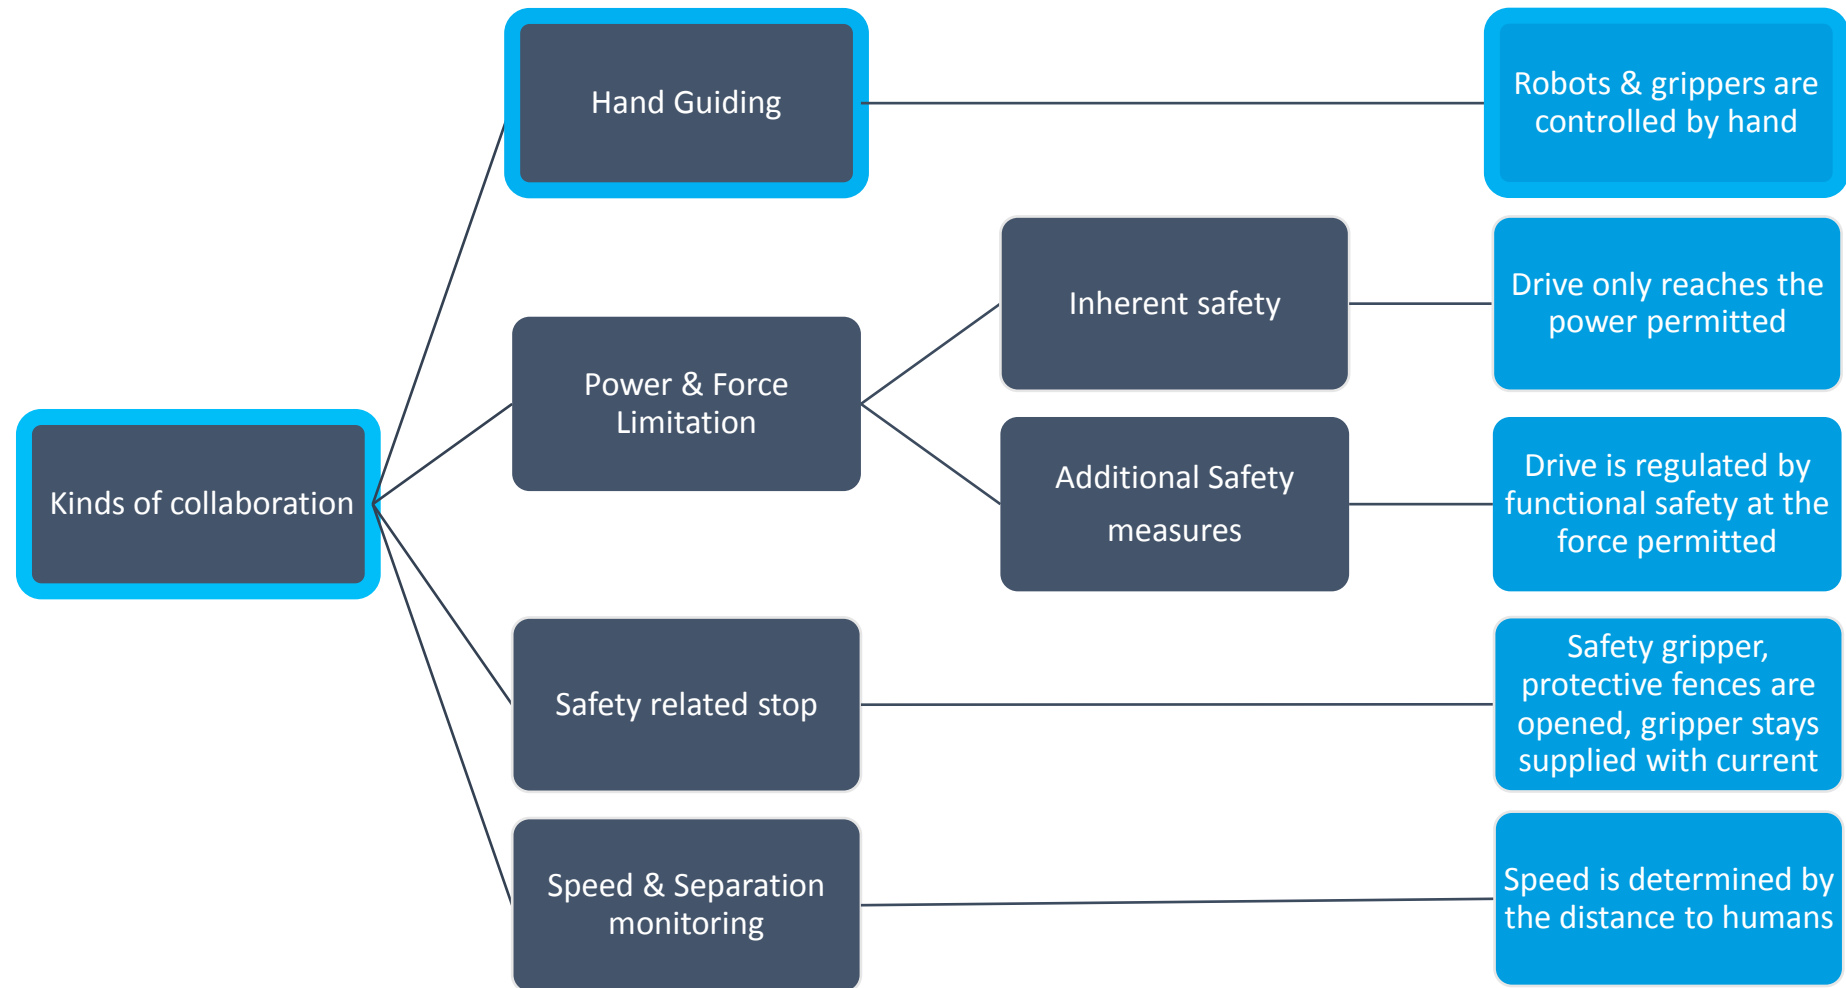 Hand Guiding
Robots & grippers are
controlled by hand
Inherent safety
Drive only reaches the
power permitted
Power & Force
Limitation
Kinds of collaboration
Additional Safety
measures
Drive is regulated by
functional safety at the
force permitted
Safety related stop
Safety gripper,
protective fences are
opened, gripper stays
supplied with current
Speed & Separation
monitoring
Speed is determined by
the distance to humans